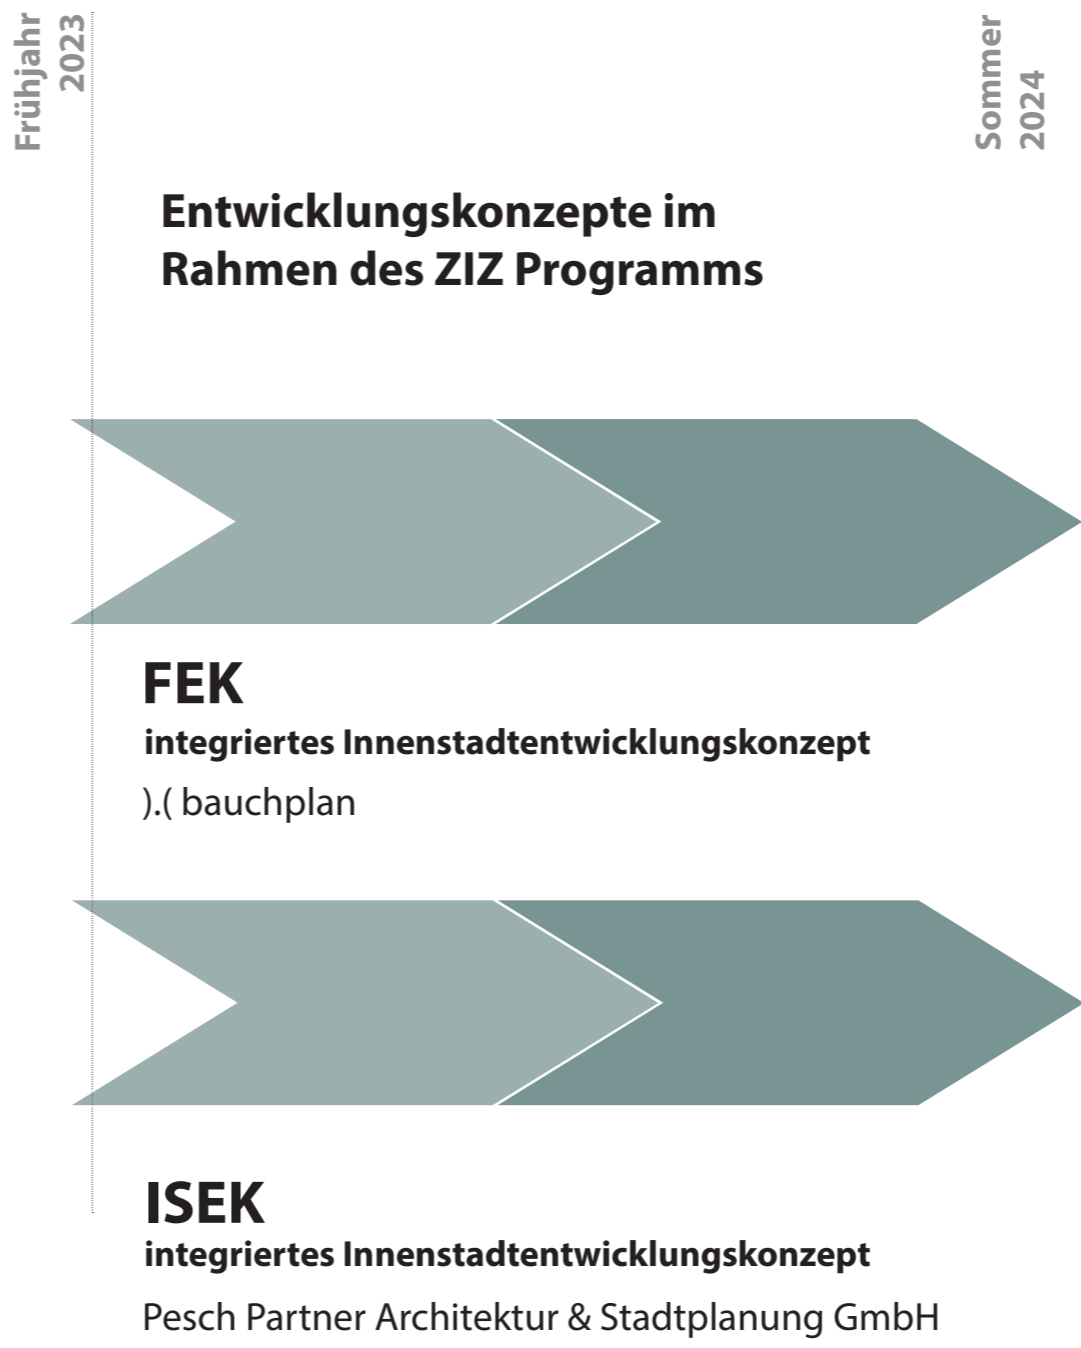 Frühjahr
2023
Sommer
2024
Entwicklungskonzepte im
Rahmen des ZIZ Programms
FEK
integriertes Innenstadtentwicklungskonzept
).( bauchplan
ISEK
integriertes Innenstadtentwicklungskonzept
Pesch Partner Architektur & Stadtplanung GmbH